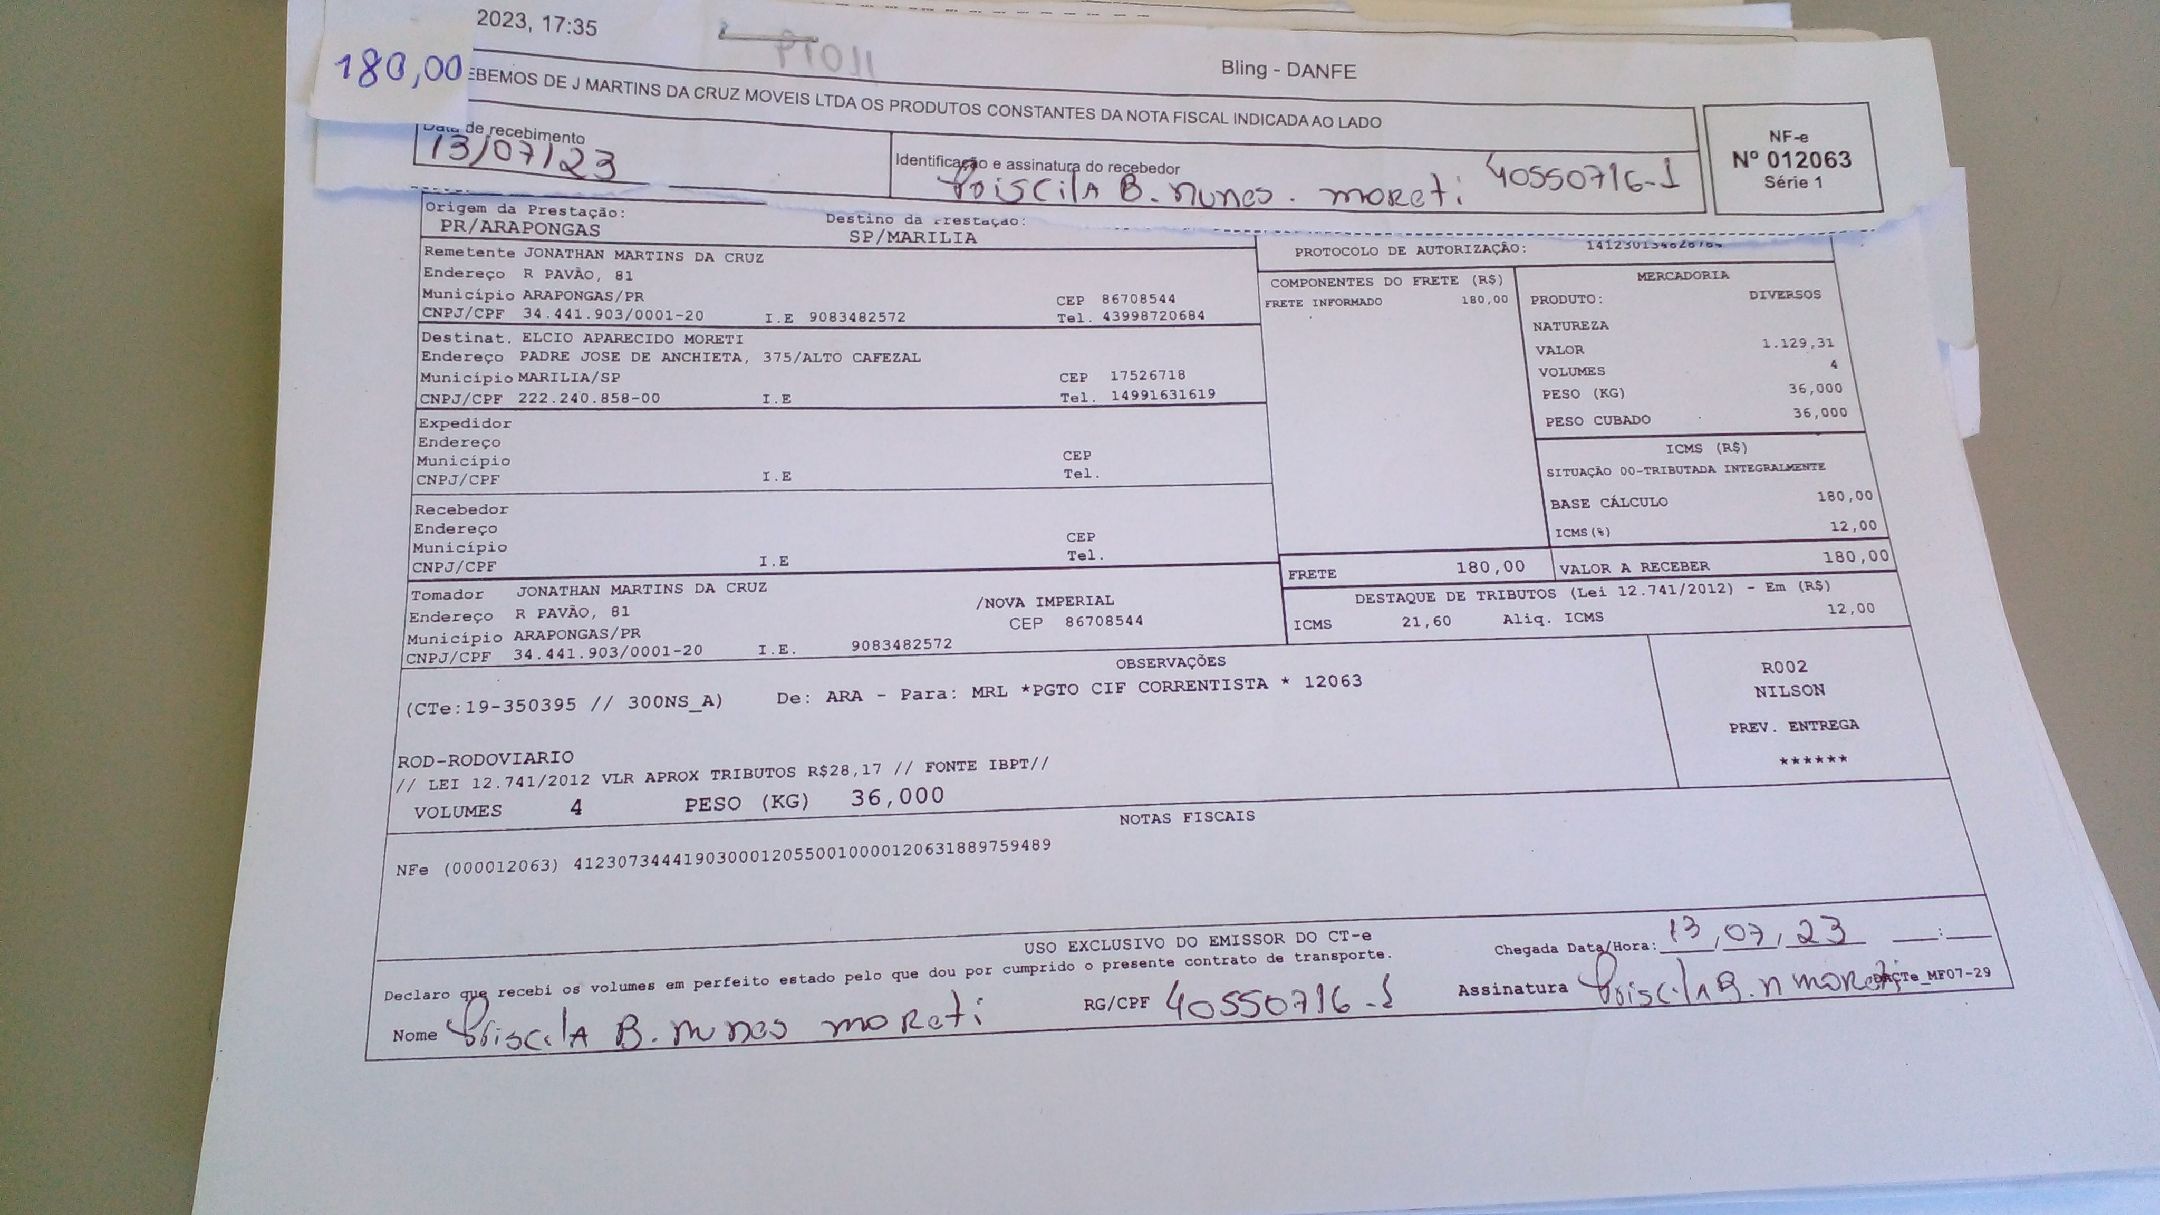 2023, 17:35
Bling - DANFE
180,00
EBEMOS DE J MARTINS DA CRUZ MOVEIS LTDA OS PRODUTOS CONSTANTES DA NOTA FISCAL INDICADA AO LADO
NF-e
Nº 012063
Série 1
Data de recebimento
13/07/23
Identificação e assinatura do recebedor
Priscila B. nunes. moreti 40550716-1
Origem da Prestação:
PR/ARAPONGAS
Destino da Prestação:
SP/MARILIA
PROTOCOLO DE AUTORIZAÇÃO:
Remetente JONATHAN MARTINS DA CRUZ
Endereço R PAVÃO, 81
Município ARAPONGAS/PR CEP 86708544
CNPJ/CPF 34.441.903/0001-20 I.E 9083482572 Tel. 43998720684
Destinat. ELCIO APARECIDO MORETI
Endereço PADRE JOSE DE ANCHIETA, 375/ALTO CAFEZAL
Município MARILIA/SP CEP 17526718
CNPJ/CPF 222.240.858-00 I.E Tel. 14991631619
Expedidor
Endereço
Município CEP
CNPJ/CPF I.E Tel.
Recebedor
Endereço
Município CEP
CNPJ/CPF I.E Tel.
Tomador JONATHAN MARTINS DA CRUZ
Endereço R PAVÃO, 81 /NOVA IMPERIAL
Município ARAPONGAS/PR CEP 86708544
CNPJ/CPF 34.441.903/0001-20 I.E. 9083482572
COMPONENTES DO FRETE (R$)
FRETE INFORMADO 180,00
MERCADORIA
PRODUTO: DIVERSOS
NATUREZA
VALOR 1.129,31
VOLUMES 4
PESO (KG) 36,000
PESO CUBADO 36,000
ICMS (R$)
SITUAÇÃO 00-TRIBUTADA INTEGRALMENTE
BASE CÁLCULO 180,00
ICMS(%) 12,00
FRETE 180,00 VALOR A RECEBER 180,00
DESTAQUE DE TRIBUTOS (Lei 12.741/2012) - Em (R$)
ICMS 21,60 Aliq. ICMS 12,00
OBSERVAÇÕES
(CTe:19-350395 // 300NS_A) De: ARA - Para: MRL *PGTO CIF CORRENTISTA * 12063
R002
NILSON
PREV. ENTREGA
******
ROD-RODOVIARIO
// LEI 12.741/2012 VLR APROX TRIBUTOS R$28,17 // FONTE IBPT//
VOLUMES 4 PESO (KG) 36,000
NOTAS FISCAIS
NFe (000012063) 41230734441903000120550010000120631889759489
USO EXCLUSIVO DO EMISSOR DO CT-e
Declaro que recebi os volumes em perfeito estado pelo que dou por cumprido o presente contrato de transporte.
Chegada Data/Hora: 13,07,23 __:__
Nome Priscila B. nunes moreti RG/CPF 40550716-1 Assinatura Priscila B. n moreti
DACTe_MF07-29